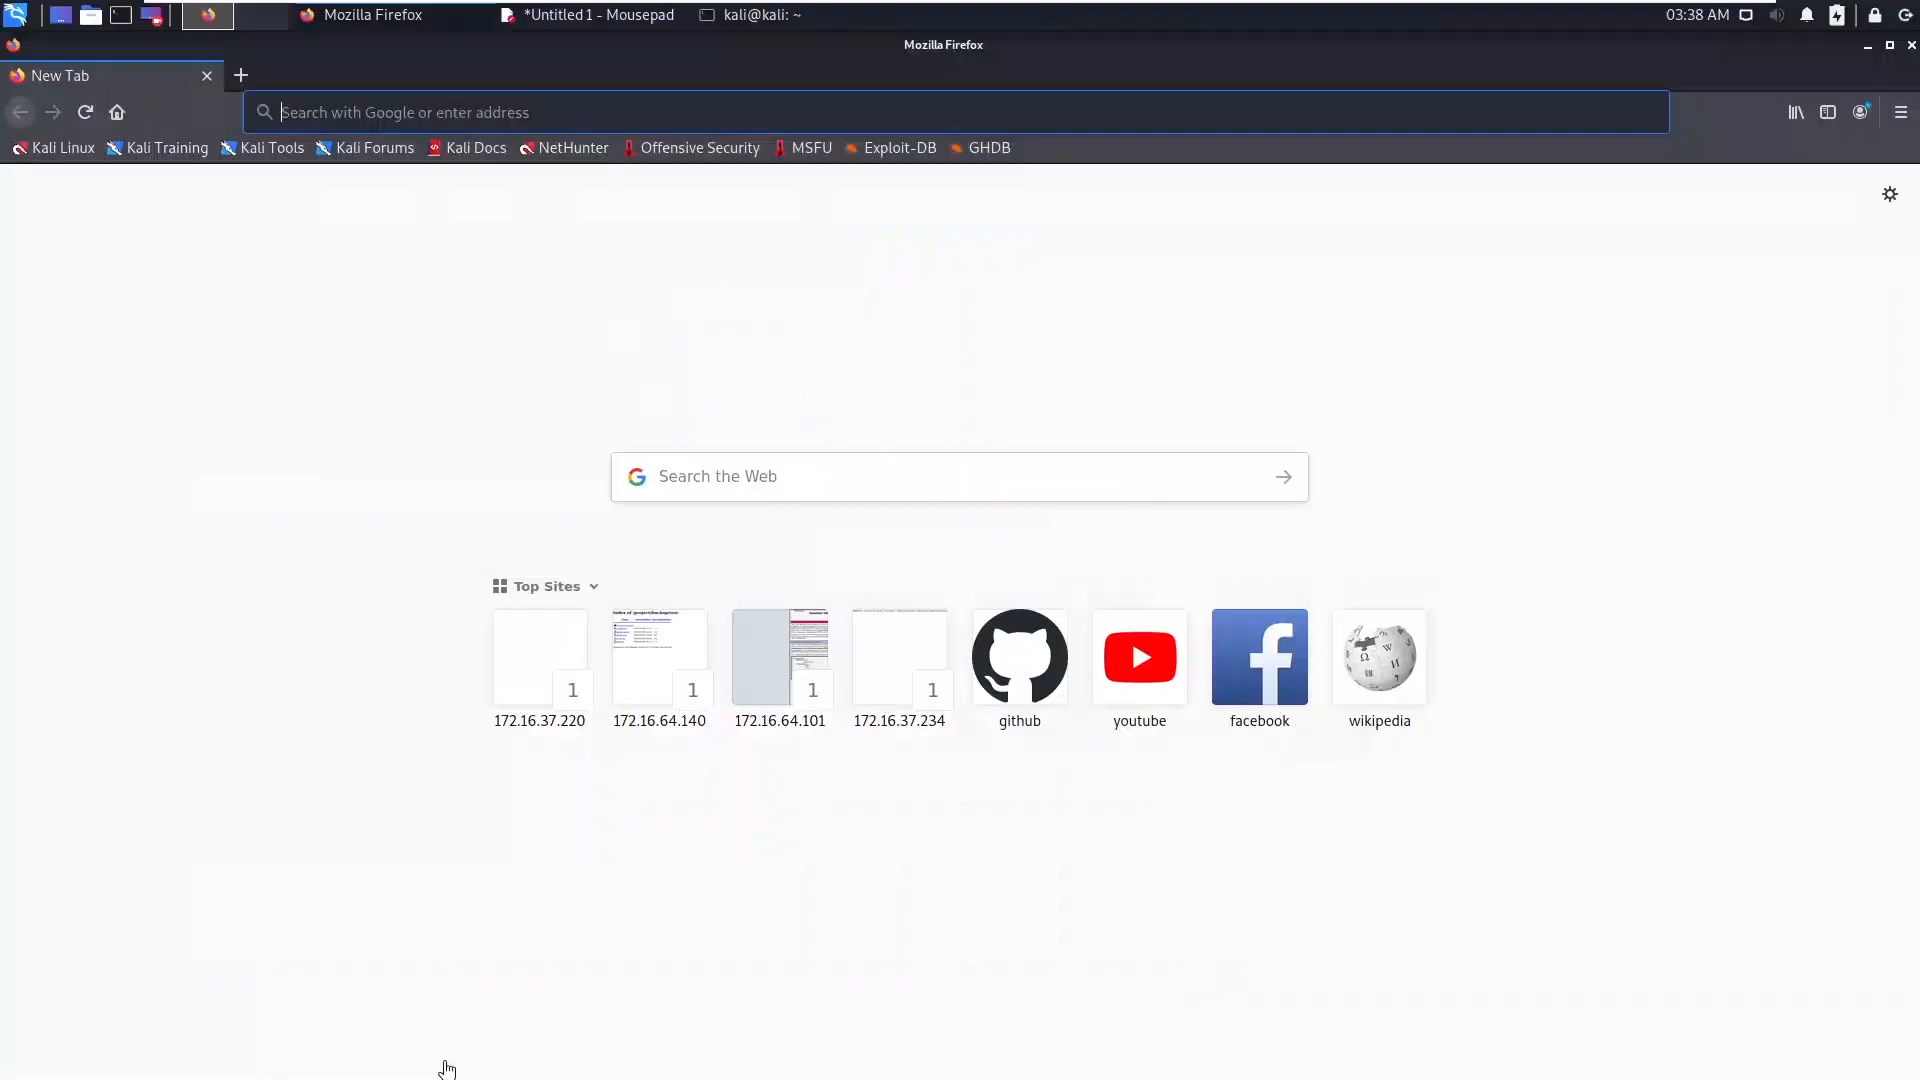 Mozilla Firefox
*Untitled 1 - Mousepad
kali@kali: ~
03:38 AM
Mozilla Firefox
New Tab
Search with Google or enter address
Kali Linux
Kali Training
Kali Tools
Kali Forums
Kali Docs
NetHunter
Offensive Security
MSFU
Exploit-DB
GHDB
Search the Web
Top Sites
1
1
1
1
172.16.37.220
172.16.64.140
172.16.64.101
172.16.37.234
github
youtube
facebook
wikipedia